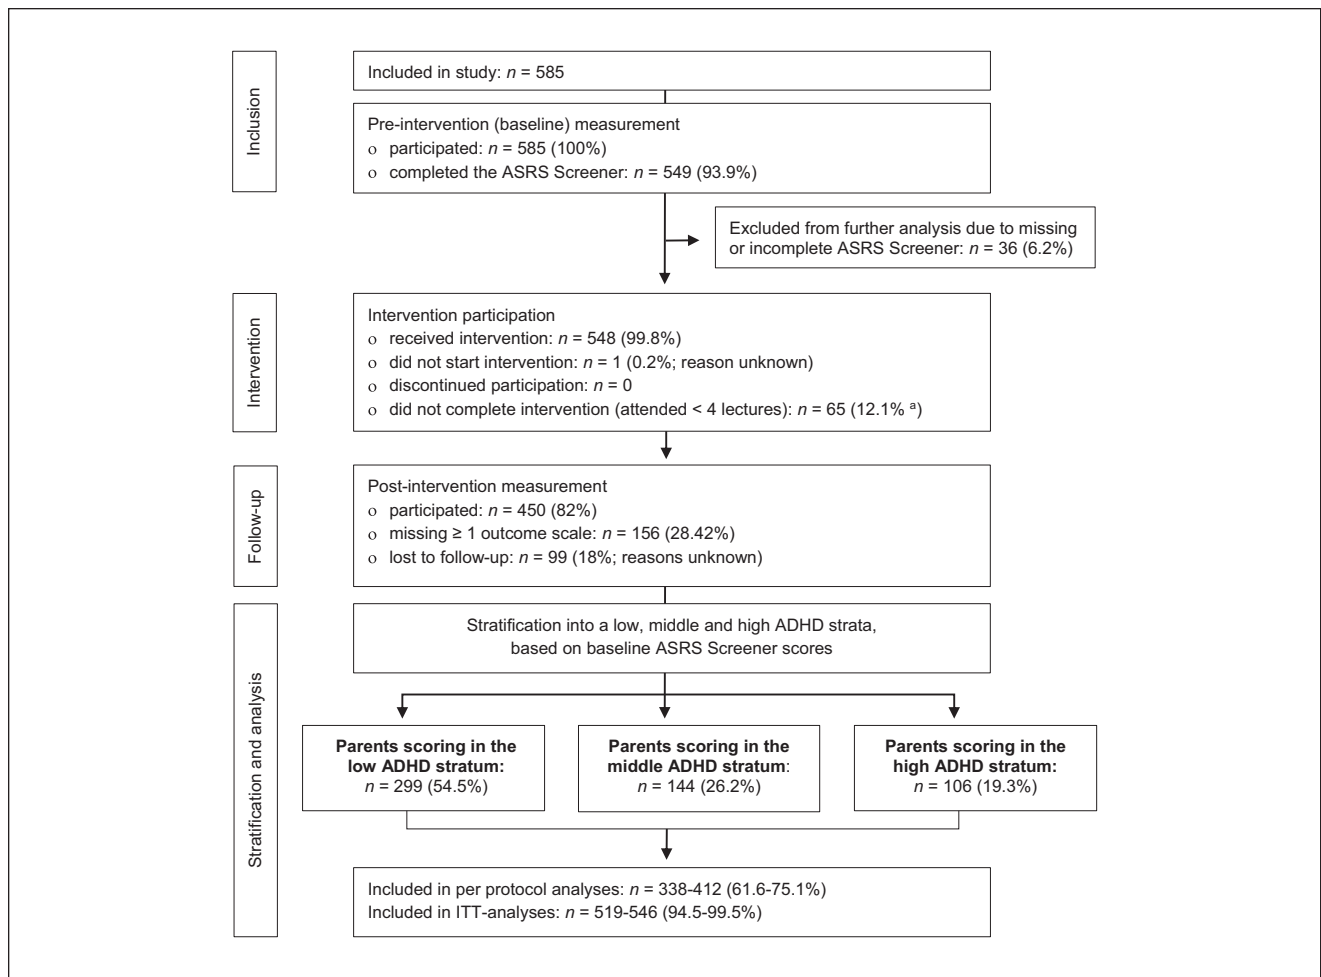 Inclusion
Included in study: n = 585
Pre-intervention (baseline) measurement
o participated: n = 585 (100%)
o completed the ASRS Screener: n = 549 (93.9%)
Excluded from further analysis due to missing
or incomplete ASRS Screener: n = 36 (6.2%)
Intervention
Intervention participation
o received intervention: n = 548 (99.8%)
o did not start intervention: n = 1 (0.2%; reason unknown)
o discontinued participation: n = 0
o did not complete intervention (attended < 4 lectures): n = 65 (12.1% ᵃ)
Follow-up
Post-intervention measurement
o participated: n = 450 (82%)
o missing ≥ 1 outcome scale: n = 156 (28.42%)
o lost to follow-up: n = 99 (18%; reasons unknown)
Stratification and analysis
Stratification into a low, middle and high ADHD strata,
based on baseline ASRS Screener scores
Parents scoring in the
low ADHD stratum:
n = 299 (54.5%)
Parents scoring in the
middle ADHD stratum:
n = 144 (26.2%)
Parents scoring in the
high ADHD stratum:
n = 106 (19.3%)
Included in per protocol analyses: n = 338-412 (61.6-75.1%)
Included in ITT-analyses: n = 519-546 (94.5-99.5%)